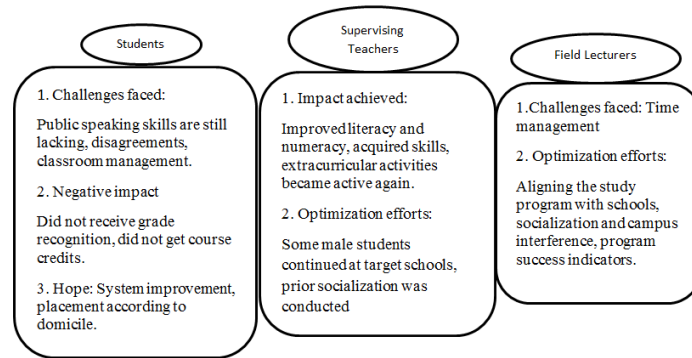 Students
1. Challenges faced:
Public speaking skills are still
lacking, disagreements,
classroom management.
2. Negative impact
Did not receive grade
recognition, did not get course
credits.
3. Hope: System improvement,
placement according to
domicile.
Supervising
Teachers
1. Impact achieved:
Improved literacy and
numeracy, acquired skills,
extracurricular activities
became active again.
2. Optimization efforts:
Some male students
continued at target schools,
prior socialization was
conducted
Field Lecturers
1.Challenges faced: Time
management
2. Optimization efforts:
Aligning the study
program with schools,
socialization and campus
interference, program
success indicators.